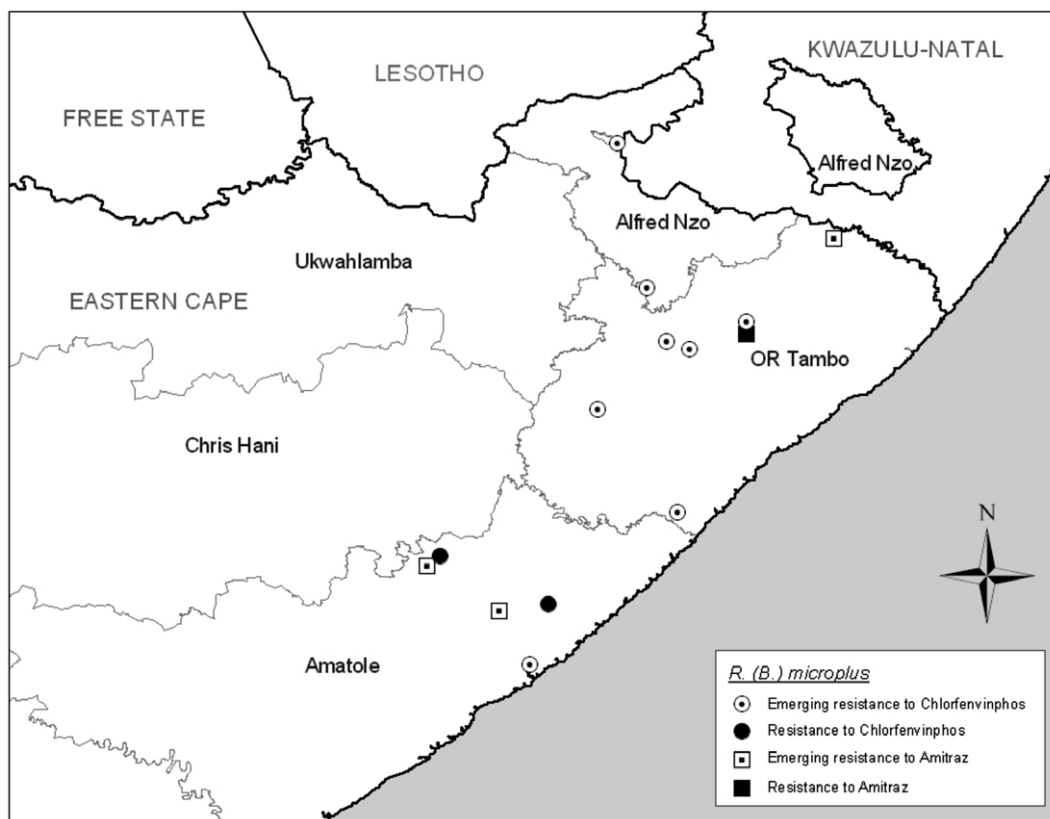 KWAZULU-NATAL
LESOTHO
FREE STATE
Alfred Nzo
Alfred Nzo
Ukwahlamba
EASTERN CAPE
OR Tambo
Chris Hani
N
Amatole
R. (B.) microplus
Emerging resistance to Chlorfenvinphos
Resistance to Chlorfenvinphos
Emerging resistance to Amitraz
Resistance to Amitraz